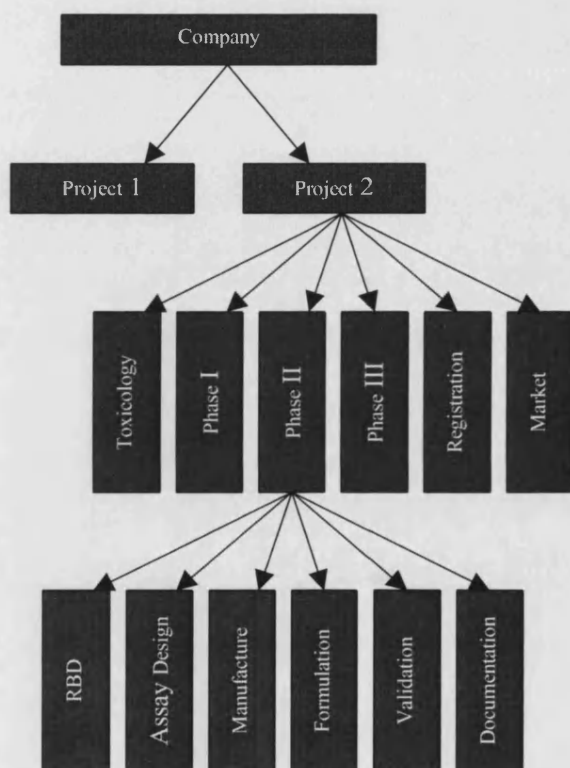 Company
Project 1
Project 2
Toxicology
Phase I
Phase II
Phase III
Registration
Market
RBD
Assay Design
Manufacture
Formulation
Validation
Documentation